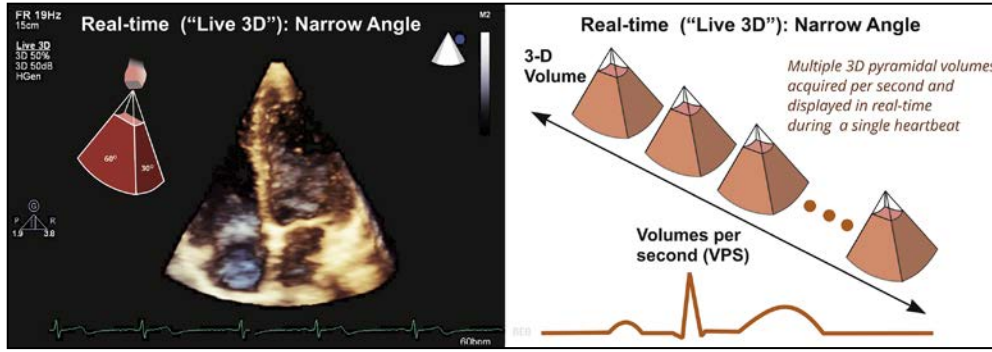 FR 19Hz
15cm
Live 3D
3D 50%
3D 50dB
HGen
Real-time (“Live 3D”): Narrow Angle
M2
60°
30°
G
P R
1.9 3.8
60bpm
Real-time (“Live 3D”): Narrow Angle
3-D
Volume
Multiple 3D pyramidal volumes
acquired per second and
displayed in real-time
during a single heartbeat
Volumes per
second (VPS)
REB